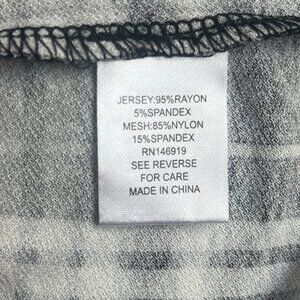 JERSEY:95%RAYON
5%SPANDEX
MESH:85%NYLON
15%SPANDEX
RN146919
SEE REVERSE
FOR CARE
MADE IN CHINA